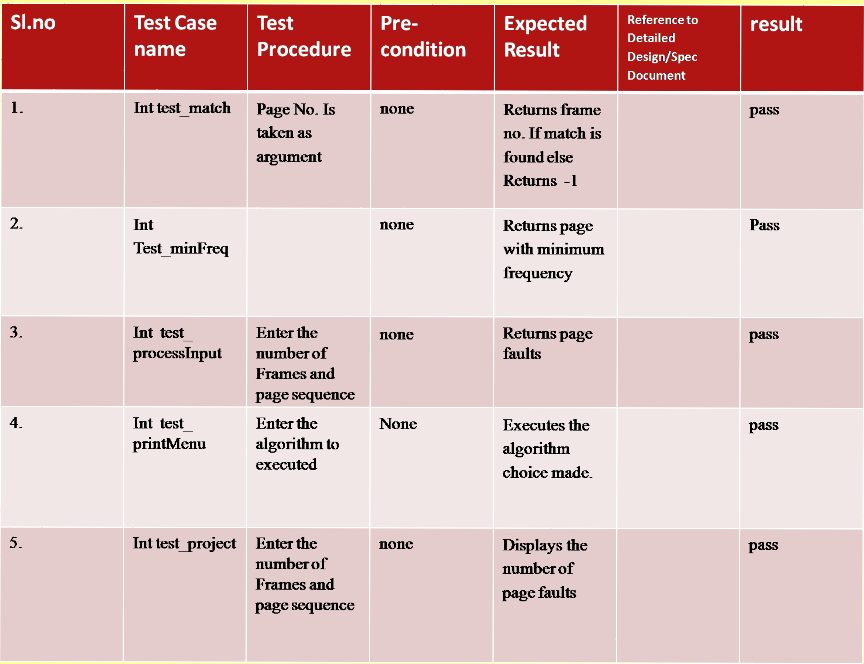 Sl.no
Test Case
name
Test
Procedure
Pre-
condition
Expected
Result
Reference to
Detailed
Design/Spec
Document
result
1.
Int test_match
Page No. Is
taken as
argument
none
Returns frame
no. If match is
found else
Returns -1
pass
2.
Int
Test_minFreq
none
Returns page
with minimum
frequency
Pass
3.
Int test_
processInput
Enter the
number of
Frames and
page sequence
none
Returns page
faults
pass
4.
Int test_
printMenu
Enter the
algorithm to
executed
None
Executes the
algorithm
choice made.
pass
5.
Int test_project
Enter the
number of
Frames and
page sequence
none
Displays the
number of
page faults
pass